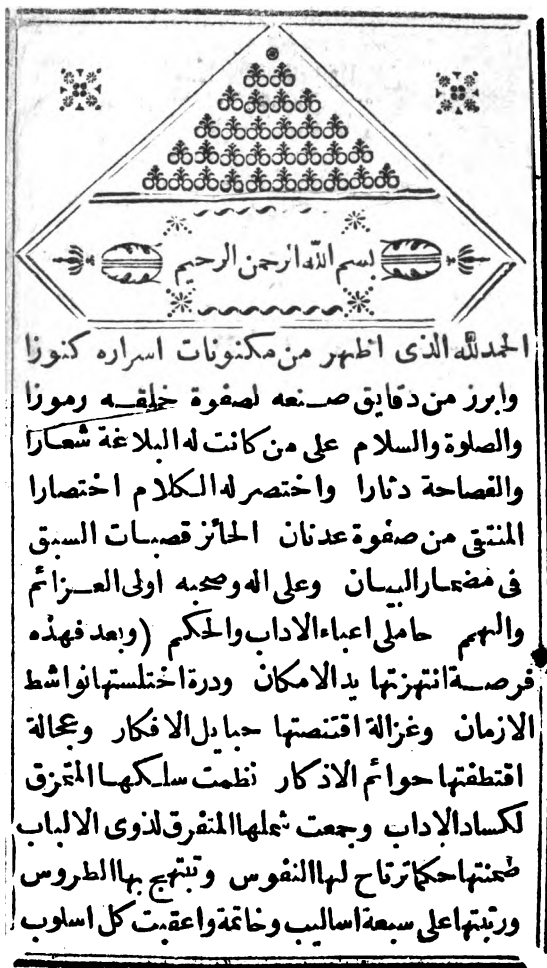 بسم الله الرحمن الرحيم
الحمدلله الذى اظهر من مكنونات اسراره كنوزا
وابرز من دقايق صنعه لصفوة خلقه رموزا
والصلوة والسلام على من كانت له البلاغة شعارا
والفصاحة دثارا واختصر له الكلام اختصارا
المنتقى من صفوة عدنان الحائز قصبات السبق
فى مضمار البيان وعلى اله وصحبه اولى العزائم
والهمم حاملى اعباء الاداب والحكم (وبعد فهذه
فرصة انتهزتها يد الامكان ودرة اختلستها نواشط
الازمان وغزالة اقتنصتها حبايل الافكار وعجالة
اقتطفتها حوائم الاذكار نظمت سلكها المتمزق
لكساد الاداب وجمعت شملها المتفرق لذوى الالباب
ضمنتها حكما ترتاح لها النفوس وتبتهج بها الطروس
ورتبتها على سبعة اساليب وخاتمة واعقبت كل اسلوب